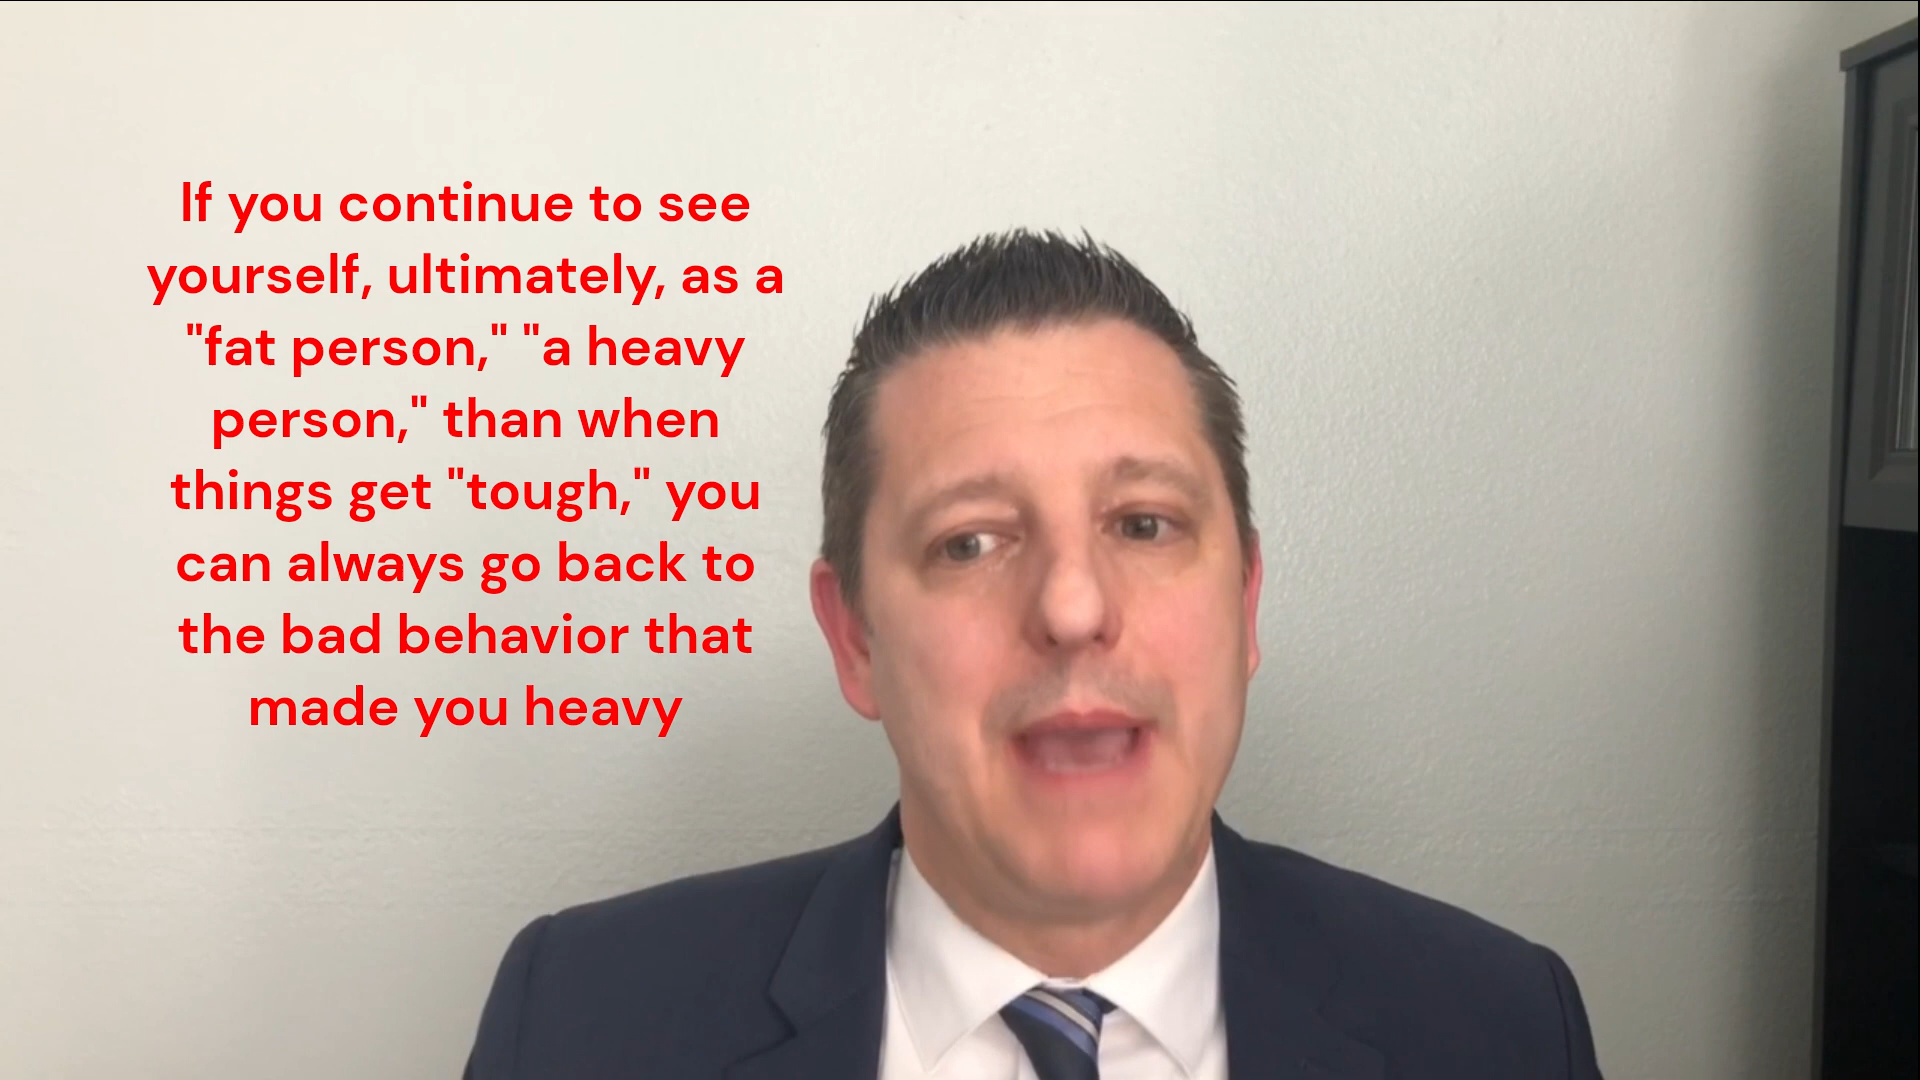 If you continue to see
yourself, ultimately, as a
"fat person," "a heavy
person," than when
things get "tough," you
can always go back to
the bad behavior that
made you heavy